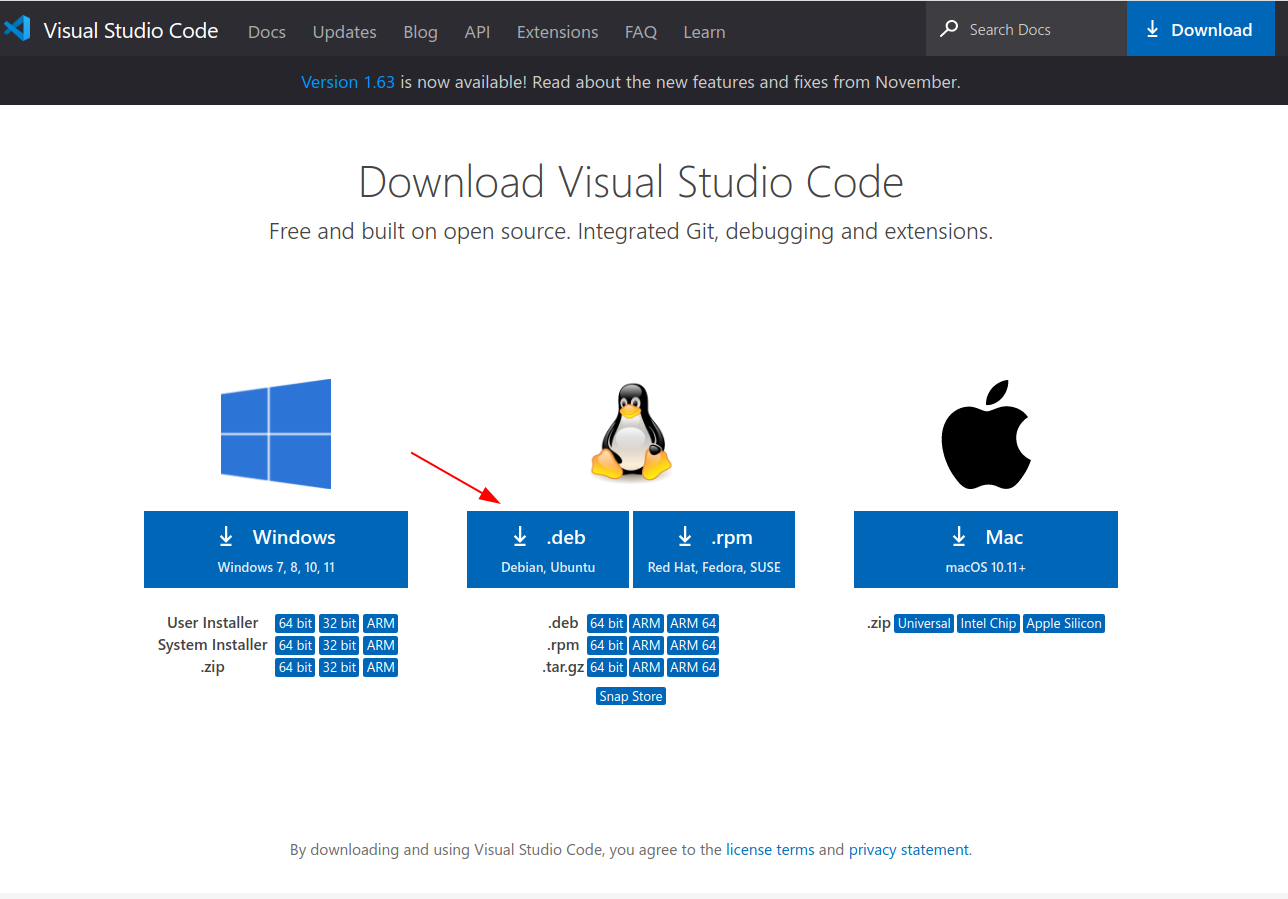 Visual Studio Code Docs Updates Blog API Extensions FAQ Learn Search Docs Download
Version 1.63 is now available! Read about the new features and fixes from November.
Download Visual Studio Code
Free and built on open source. Integrated Git, debugging and extensions.
Windows
Windows 7, 8, 10, 11
User Installer 64 bit 32 bit ARM
System Installer 64 bit 32 bit ARM
.zip 64 bit 32 bit ARM
.deb
Debian, Ubuntu
.rpm
Red Hat, Fedora, SUSE
.deb 64 bit ARM ARM 64
.rpm 64 bit ARM ARM 64
.tar.gz 64 bit ARM ARM 64
Snap Store
Mac
macOS 10.11+
.zip Universal Intel Chip Apple Silicon
By downloading and using Visual Studio Code, you agree to the license terms and privacy statement.